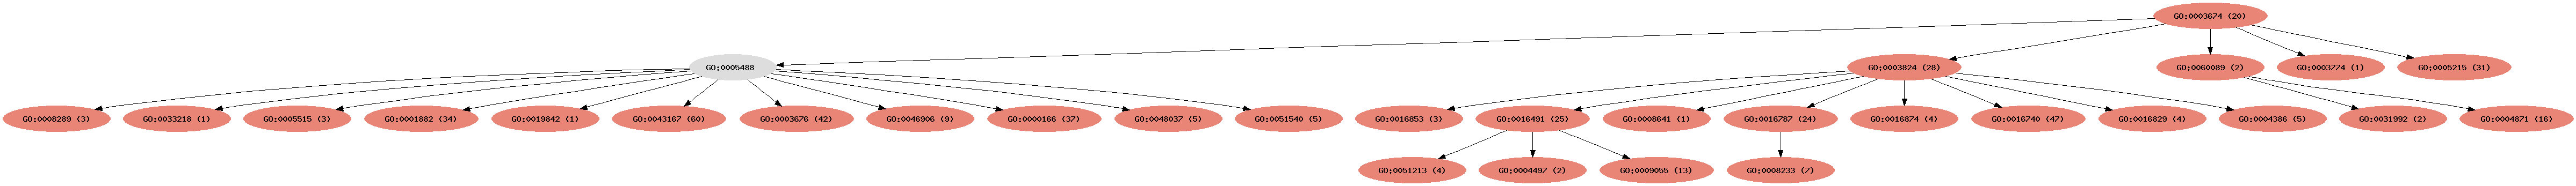 GO:0003674 (20)
GO:0005488
GO:0003824 (28)
GO:0060089 (2)
GO:0003774 (1)
GO:0005215 (31)
GO:0008289 (3)
GO:0033218 (1)
GO:0005515 (3)
GO:0001882 (34)
GO:0019842 (1)
GO:0043167 (60)
GO:0003676 (42)
GO:0046906 (9)
GO:0000166 (37)
GO:0048037 (5)
GO:0051540 (5)
GO:0016853 (3)
GO:0016491 (25)
GO:0008641 (1)
GO:0016787 (24)
GO:0016874 (4)
GO:0016740 (47)
GO:0016829 (4)
GO:0004386 (5)
GO:0031992 (2)
GO:0004871 (16)
GO:0051213 (4)
GO:0004497 (2)
GO:0009055 (13)
GO:0008233 (7)